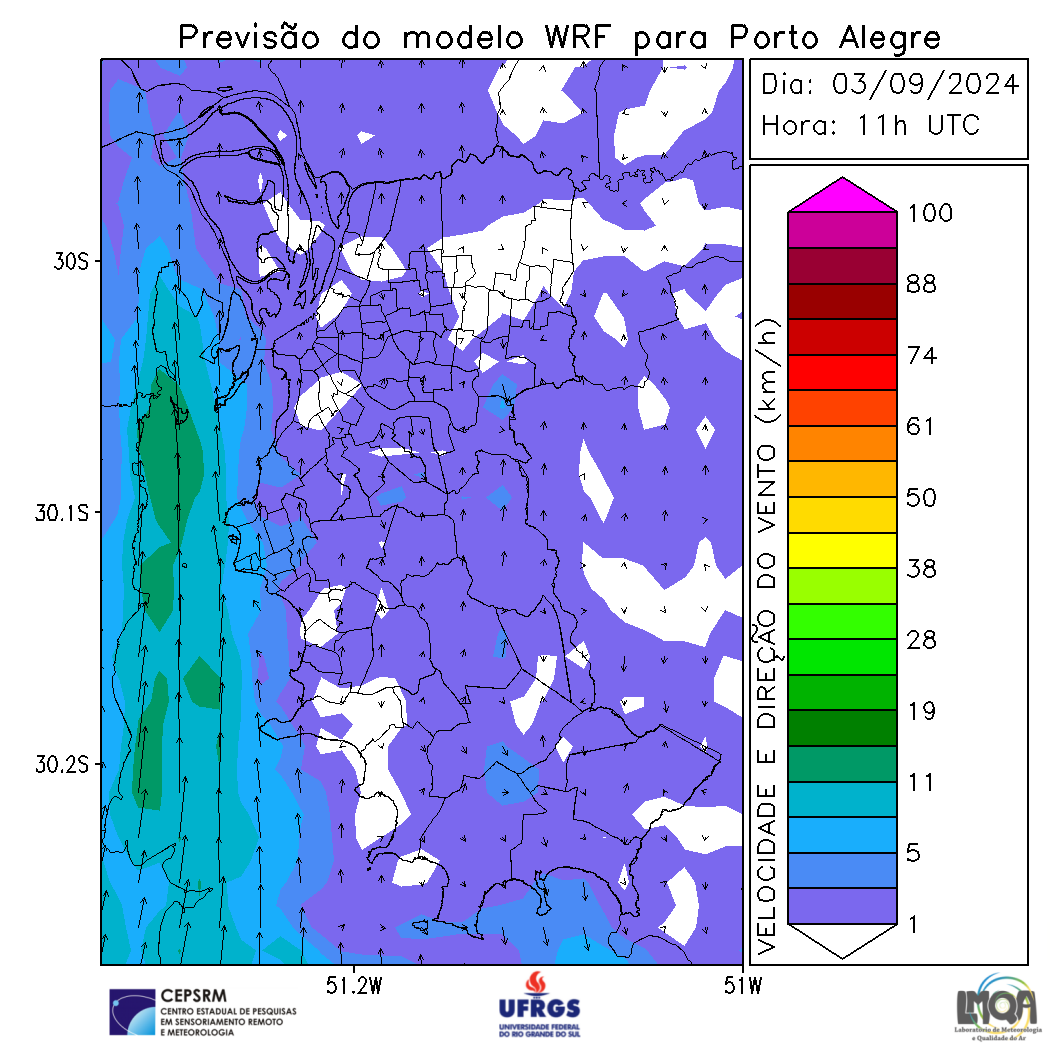 Previsão do modelo WRF para Porto Alegre
Dia: 03/09/2024
Hora: 11h UTC
30S
30.1S
30.2S
51.2W
51W
VELOCIDADE E DIREÇÃO DO VENTO (km/h)
100
88
74
61
50
38
28
19
11
5
1
CEPSRM
CENTRO ESTADUAL DE PESQUISAS
EM SENSORIAMENTO REMOTO
E METEOROLOGIA
UFRGS
UNIVERSIDADE FEDERAL
DO RIO GRANDE DO SUL
LMQA
Laboratório de Meteorologia
e Qualidade do Ar